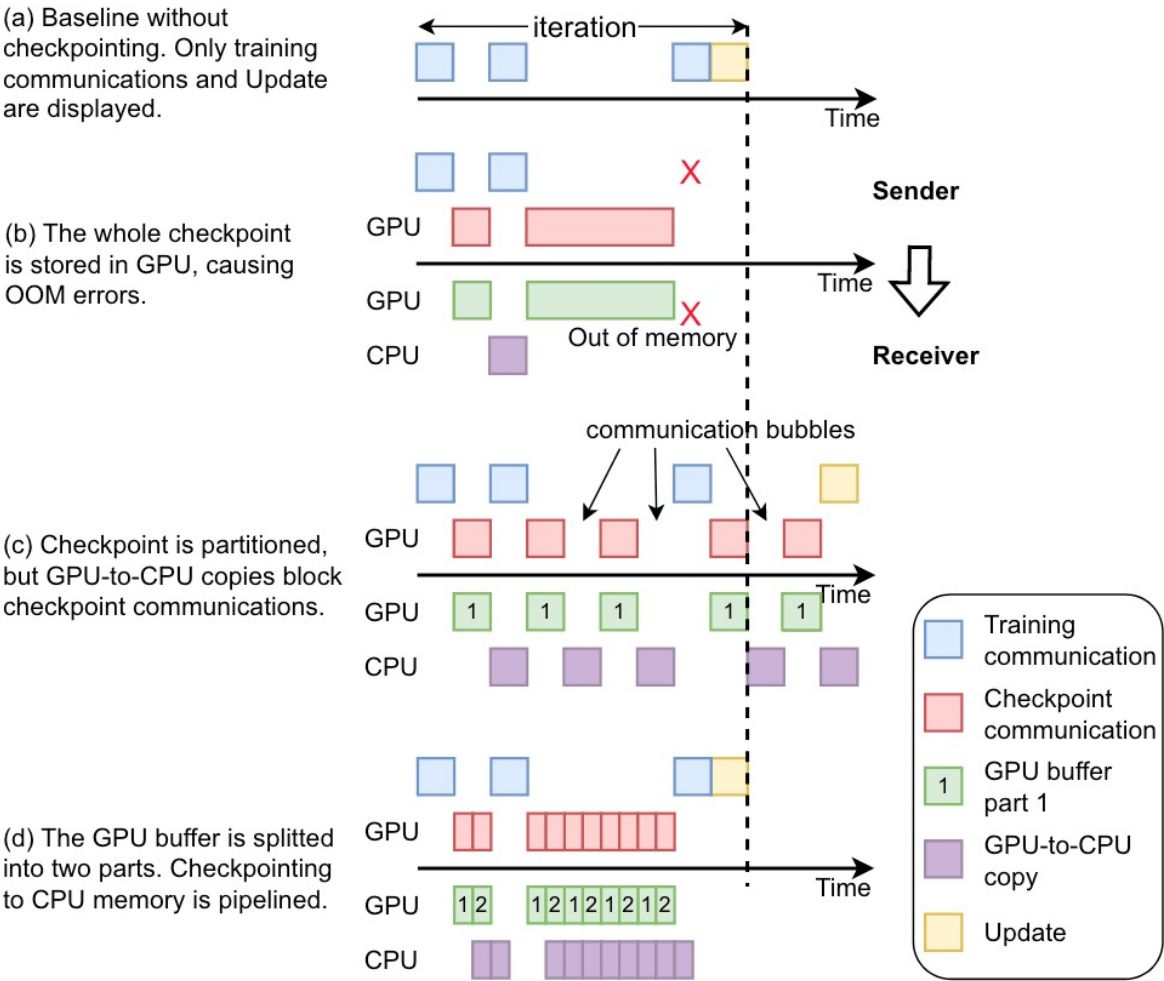 (a) Baseline without
checkpointing. Only training
communications and Update
are displayed.
iteration
Time
X
Sender
GPU
(b) The whole checkpoint
is stored in GPU, causing
OOM errors.
Time
GPU
X
Out of memory
CPU
Receiver
communication bubbles
GPU
(c) Checkpoint is partitioned,
but GPU-to-CPU copies block
checkpoint communications.
Time
GPU
1 1 1 1 1
CPU
GPU
(d) The GPU buffer is splitted
into two parts. Checkpointing
to CPU memory is pipelined.
Time
GPU
1 2 1 2 1 2 1 2 1 2
CPU
Training
communication
Checkpoint
communication
1
GPU buffer
part 1
GPU-to-CPU
copy
Update